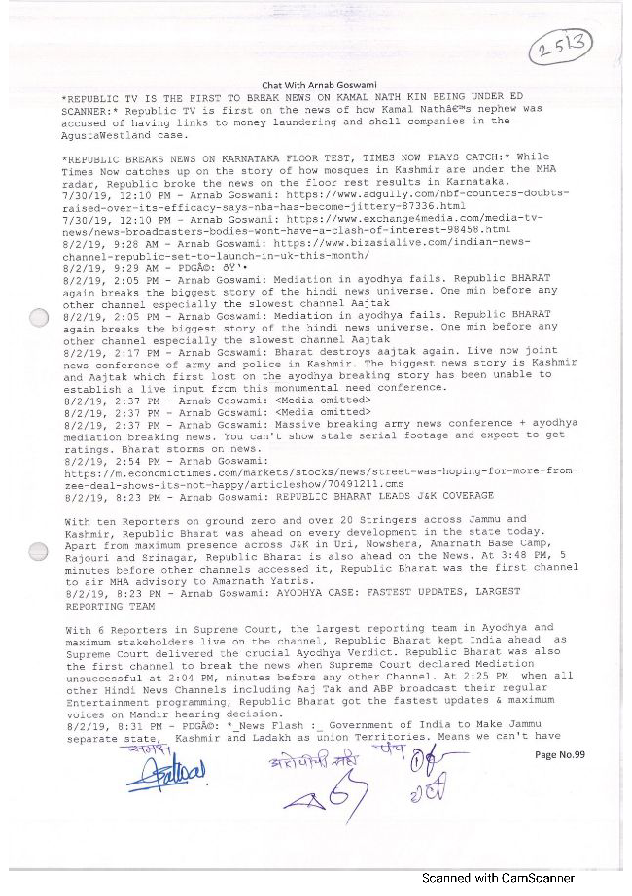 2513
Chat With Arnab Goswami
*REPUBLIC TV IS THE FIRST TO BREAK NEWS ON KAMAL NATH KIN BEING UNDER ED
SCANNER:* Republic TV is first on the news of how Kamal Nathâ€™s nephew was
accused of having links to money laundering and shell companies in the
AgustaWestland case.
*REPUBLIC BREAKS NEWS ON KARNATAKA FLOOR TEST, TIMES NOW PLAYS CATCH:* While
Times Now catches up on the story of how mosques in Kashmir are under the MHA
radar, Republic broke the news on the floor rest results in Karnataka.
7/30/19, 12:10 PM - Arnab Goswami: https://www.adgully.com/nbf-counters-doubts-
raised-over-its-efficacy-says-nba-has-become-jittery-87336.html
7/30/19, 12:10 PM - Arnab Goswami: https://www.exchange4media.com/media-tv-
news/news-broadcasters-bodies-wont-have-a-clash-of-interest-98458.html
8/2/19, 9:28 AM - Arnab Goswami: https://www.bizasialive.com/indian-news-
channel-republic-set-to-launch-in-uk-this-month/
8/2/19, 9:29 AM - PDGÂ©: ðŸ'•
8/2/19, 2:05 PM - Arnab Goswami: Mediation in ayodhya fails. Republic BHARAT
again breaks the biggest story of the hindi news universe. One min before any
other channel especially the slowest channel Aajtak
8/2/19, 2:05 PM - Arnab Goswami: Mediation in ayodhya fails. Republic BHARAT
again breaks the biggest story of the hindi news universe. One min before any
other channel especially the slowest channel Aajtak
8/2/19, 2:17 PM - Arnab Goswami: Bharat destroys aajtak again. Live now joint
news conference of army and police in Kashmir. The biggest news story is Kashmir
and Aajtak which first lost on the ayodhya breaking story has been unable to
establish a live input from this monumental need conference.
8/2/19, 2:37 PM - Arnab Goswami: <Media omitted>
8/2/19, 2:37 PM - Arnab Goswami: <Media omitted>
8/2/19, 2:37 PM - Arnab Goswami: Massive breaking army news conference + ayodhya
mediation breaking news. You can't show stale serial footage and expect to get
ratings. Bharat storms on news.
8/2/19, 2:54 PM - Arnab Goswami:
https://m.economictimes.com/markets/stocks/news/street-was-hoping-for-more-from-
zee-deal-shows-its-not-happy/articleshow/70491211.cms
8/2/19, 8:23 PM - Arnab Goswami: REPUBLIC BHARAT LEADS J&K COVERAGE
With ten Reporters on ground zero and over 20 Stringers across Jammu and
Kashmir, Republic Bharat was ahead on every development in the state today.
Apart from maximum presence across J&K in Uri, Nowshera, Amarnath Base Camp,
Rajouri and Srinagar, Republic Bharat is also ahead on the News. At 3:48 PM, 5
minutes before other channels accessed it, Republic Bharat was the first channel
to air MHA advisory to Amarnath Yatris.
8/2/19, 8:23 PM - Arnab Goswami: AYODHYA CASE: FASTEST UPDATES, LARGEST
REPORTING TEAM
With 6 Reporters in Supreme Court, the largest reporting team in Ayodhya and
maximum stakeholders live on the channel, Republic Bharat kept India ahead as
Supreme Court delivered the crucial Ayodhya Verdict. Republic Bharat was also
the first channel to break the news when Supreme Court declared Mediation
unsuccessful at 2:04 PM, minutes before any other Channel. At 2:25 PM when all
other Hindi News Channels including Aaj Tak and ABP broadcast their regular
Entertainment programming, Republic Bharat got the fastest updates & maximum
voices on Mandir hearing decision.
8/2/19, 8:31 PM - PDGÂ©: *_News Flash :_ Government of India to Make Jammu
separate state, Kashmir and Ladakh as union Territories. Means we can't have
पंच
Page No.99
Scanned with CamScanner